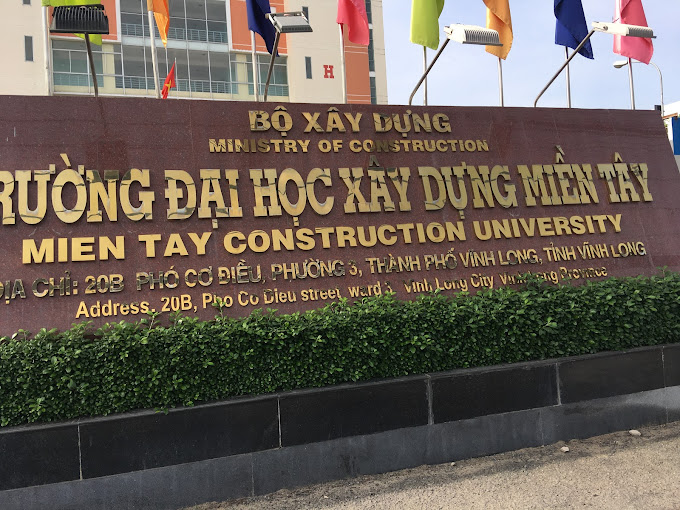 H
BỘ XÂY DỰNG
MINISTRY OF CONSTRUCTION
TRƯỜNG ĐẠI HỌC XÂY DỰNG MIỀN TÂY
MIEN TAY CONSTRUCTION UNIVERSITY
ĐỊA CHỈ: 20B PHÓ CƠ ĐIỀU, PHƯỜNG 3, THÀNH PHỐ VĨNH LONG, TỈNH VĨNH LONG
Address: 20B, Pho Co Dieu street, ward 3, Vinh Long City, Vinh Long Province